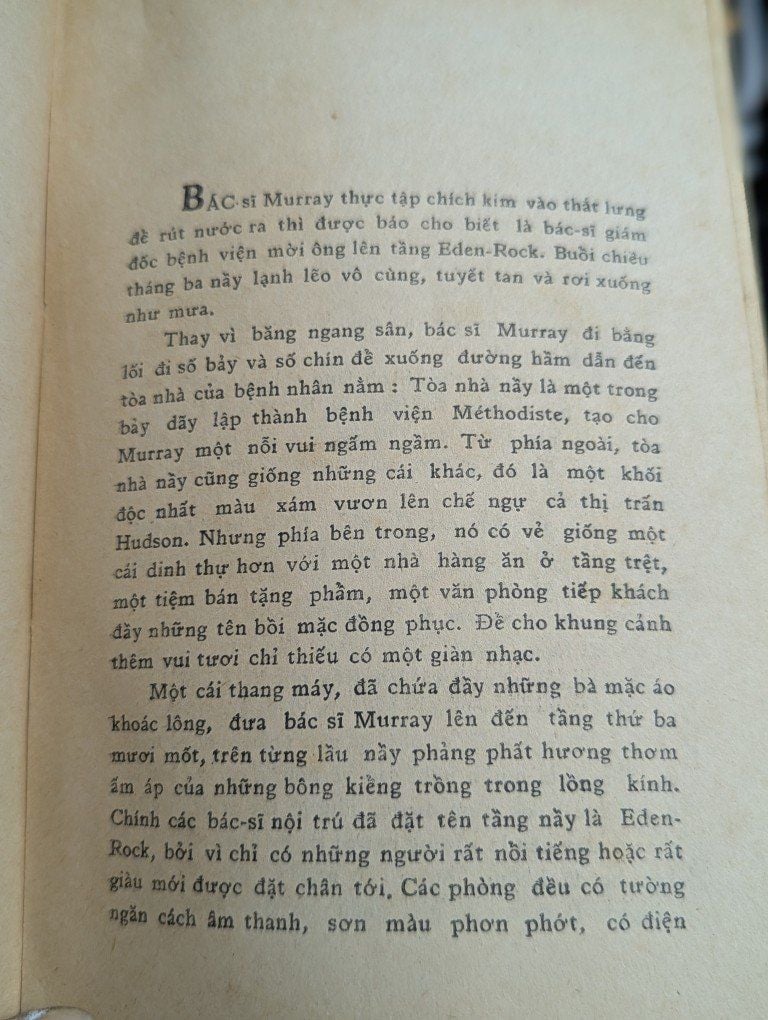 BÁC-sĩ Murray thực tập chích kim vào thắt lưng
để rút nước ra thì được báo cho biết là bác-sĩ giám
đốc bệnh viện mời ông lên tầng Eden-Rock. Buổi chiều
tháng ba nầy lạnh lẽo vô cùng, tuyết tan và rơi xuống
như mưa.
Thay vì băng ngang sân, bác sĩ Murray đi bằng
lối đi số bảy và số chín để xuống đường hầm dẫn đến
tòa nhà của bệnh nhân nằm : Tòa nhà nầy là một trong
bảy dãy lập thành bệnh viện Méthodiste, tạo cho
Murray một nỗi vui ngấm ngầm. Từ phía ngoài, tòa
nhà nầy cũng giống những cái khác, đó là một khối
độc nhất màu xám vươn lên chế ngự cả thị trấn
Hudson. Nhưng phía bên trong, nó có vẻ giống một
cái dinh thự hơn với một nhà hàng ăn ở tầng trệt,
một tiệm bán tặng phẩm, một văn phòng tiếp khách
đầy những tên bồi mặc đồng phục. Để cho khung cảnh
thêm vui tươi chỉ thiếu có một giàn nhạc.
Một cái thang máy, đã chứa đầy những bà mặc áo
khoác lông, đưa bác sĩ Murray lên đến tầng thứ ba
mươi mốt, trên từng lầu nầy phảng phất hương thơm
ấm áp của những bông kiểng trồng trong lồng kính.
Chính các bác-sĩ nội trú đã đặt tên tầng nầy là Eden-
Rock, bởi vì chỉ có những người rất nổi tiếng hoặc rất
giàu mới được đặt chân tới. Các phòng đều có tường
ngăn cách âm thanh, sơn màu phơn phớt, có điện